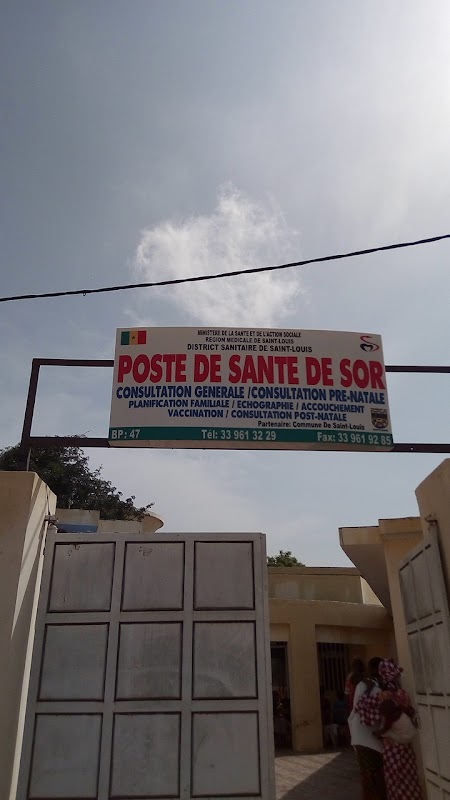 MINISTERE DE LA SANTE ET DE L'ACTION SOCIALE
REGION MEDICALE DE SAINT-LOUIS
DISTRICT SANITAIRE DE SAINT-LOUIS
POSTE DE SANTE DE SOR
CONSULTATION GENERALE /CONSULTATION PRE-NATALE
PLANIFICATION FAMILIALE / ECHOGRAPHIE / ACCOUCHEMENT
VACCINATION / CONSULTATION POST-NATALE
Partenaire: Commune De Saint-Louis
BP: 47 Tél: 33 961 32 29 Fax: 33 961 92 85